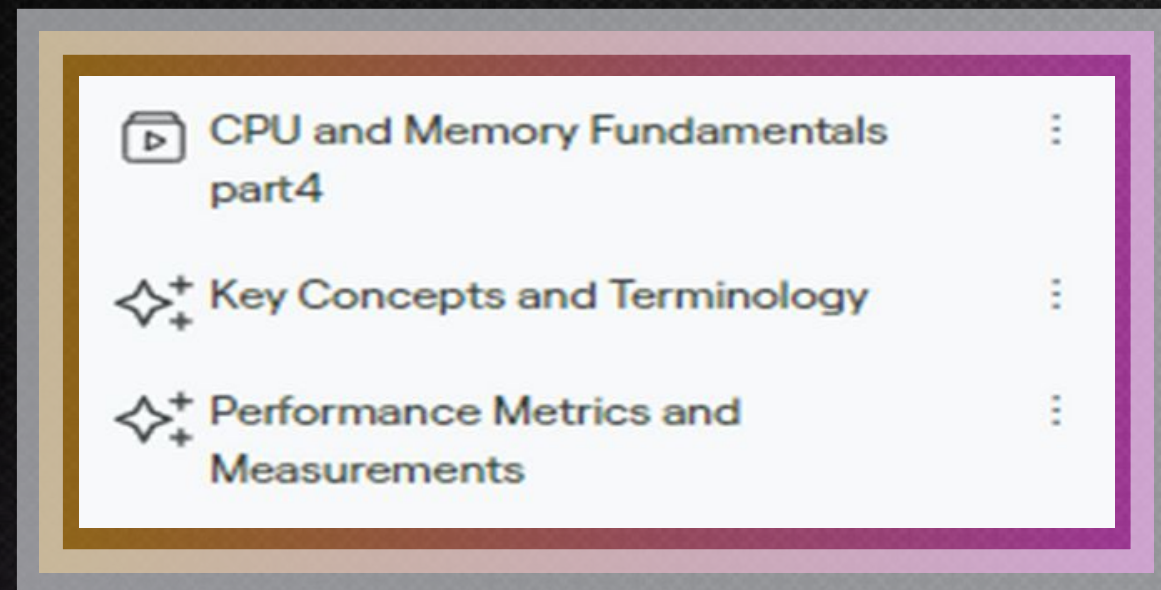 CPU and Memory Fundamentals
part4
Key Concepts and Terminology
Performance Metrics and
Measurements